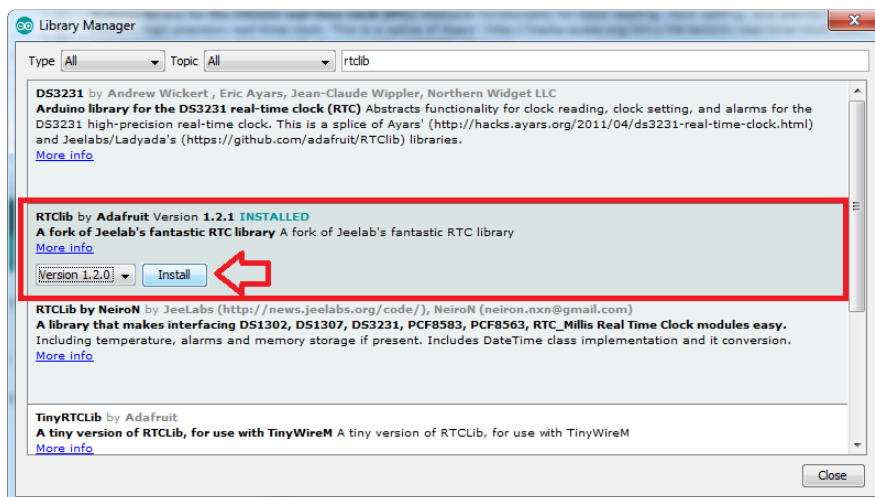 Library Manager
Type All Topic All rtclib
DS3231 by Andrew Wickert , Eric Ayars, Jean-Claude Wippler, Northern Widget LLC
Arduino library for the DS3231 real-time clock (RTC) Abstracts functionality for clock reading, clock setting, and alarms for the
DS3231 high-precision real-time clock. This is a splice of Ayars' (http://hacks.ayars.org/2011/04/ds3231-real-time-clock.html)
and Jeelabs/Ladyada's (https://github.com/adafruit/RTClib) libraries.
More info
RTClib by Adafruit Version 1.2.1 INSTALLED
A fork of Jeelab's fantastic RTC library A fork of Jeelab's fantastic RTC library
More info
Version 1.2.0 Install
RTCLib by NeiroN by JeeLabs (http://news.jeelabs.org/code/), NeiroN (neiron.nxn@gmail.com)
A library that makes interfacing DS1302, DS1307, DS3231, PCF8583, PCF8563, RTC_Millis Real Time Clock modules easy.
Including temperature, alarms and memory storage if present. Includes DateTime class implementation and it conversion.
More info
TinyRTCLib by Adafruit
A tiny version of RTCLib, for use with TinyWireM A tiny version of RTCLib, for use with TinyWireM
More info
Close